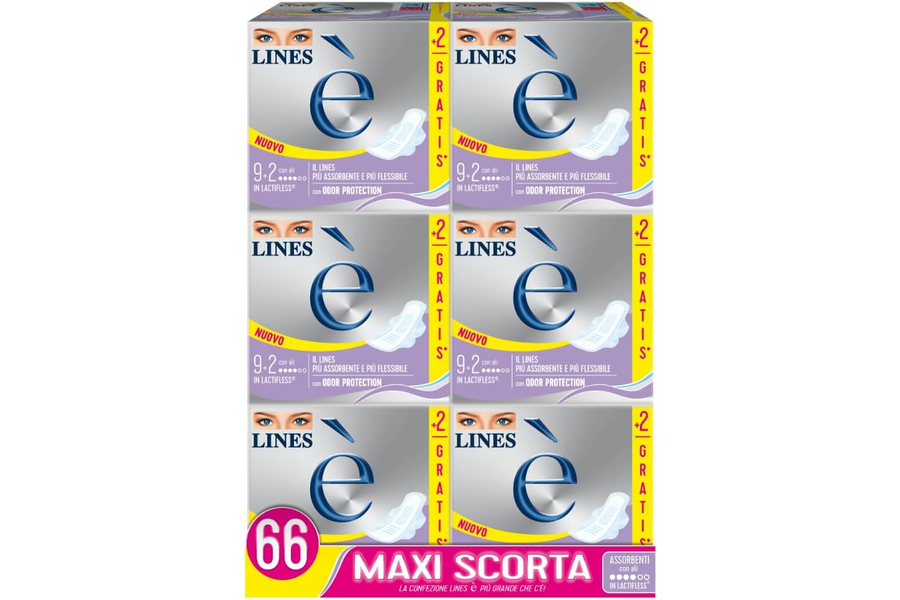 LINES è
+2 GRATIS*
NUOVO
9+2 con ali
IN LACTIFLESS®
IL LINES
PIÙ ASSORBENTE E PIÙ FLESSIBILE
con ODOR PROTECTION
LINES è
+2 GRATIS*
NUOVO
9+2 con ali
IN LACTIFLESS®
IL LINES
PIÙ ASSORBENTE E PIÙ FLESSIBILE
con ODOR PROTECTION
LINES è
+2 GRATIS*
NUOVO
9+2 con ali
IN LACTIFLESS®
IL LINES
PIÙ ASSORBENTE E PIÙ FLESSIBILE
con ODOR PROTECTION
LINES è
+2 GRATIS*
NUOVO
9+2 con ali
IN LACTIFLESS®
IL LINES
PIÙ ASSORBENTE E PIÙ FLESSIBILE
con ODOR PROTECTION
LINES è
+2 GRATIS*
LINES è
+2 GRATIS*
NUOVO
66
MAXI SCORTA
LA CONFEZIONE LINES è PIÙ GRANDE CHE C'È!
ASSORBENTI
con ali
IN LACTIFLESS®